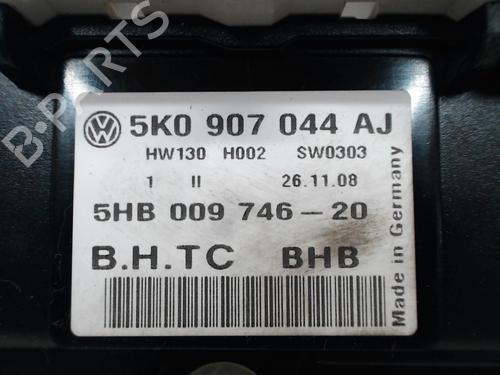 5K0 907 044 AJ
HW130 H002 SW0303
1 II 26.11.08
5HB 009 746-20
B.H.TC BHB
Made in Germany
B-PARTS